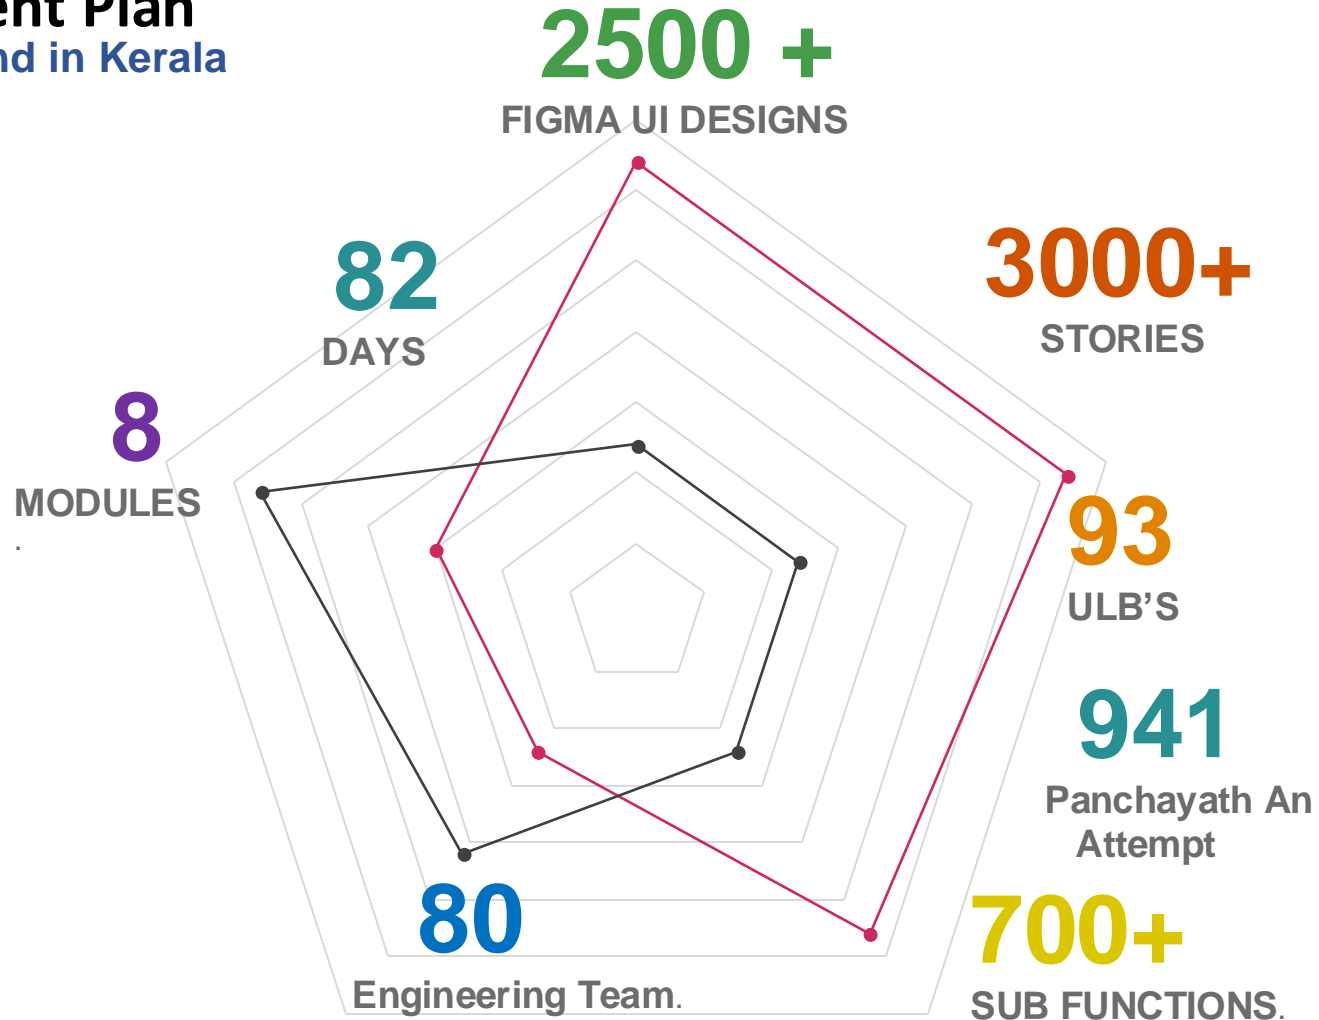 ent Plan
nd in Kerala
2500 +
FIGMA UI DESIGNS
82
DAYS
3000+
STORIES
8
MODULES
.
93
ULB’S
941
Panchayath An
Attempt
80
Engineering Team.
700+
SUB FUNCTIONS.